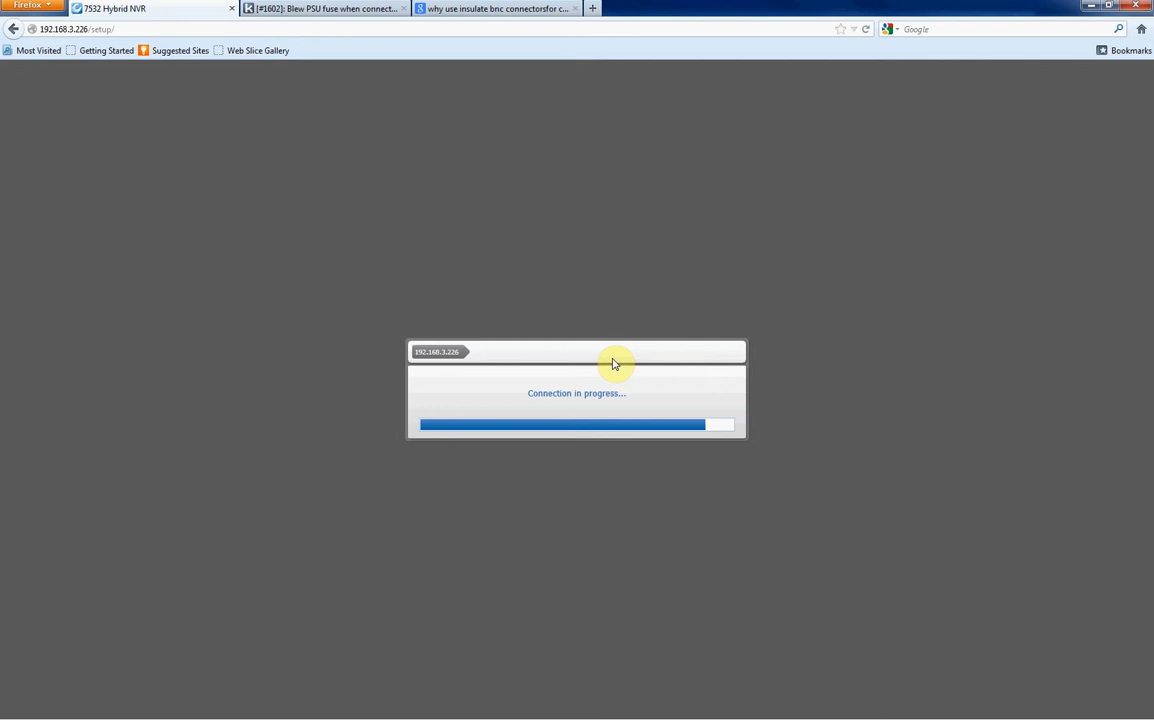 Firefox
7532 Hybrid NVR
[#1602]: Blew PSU fuse when connect...
why use insulate bnc connectorsfor c...
192.168.3.226/setup/
Google
Most Visited
Getting Started
Suggested Sites
Web Slice Gallery
Bookmarks
192.168.3.226
Connection in progress...